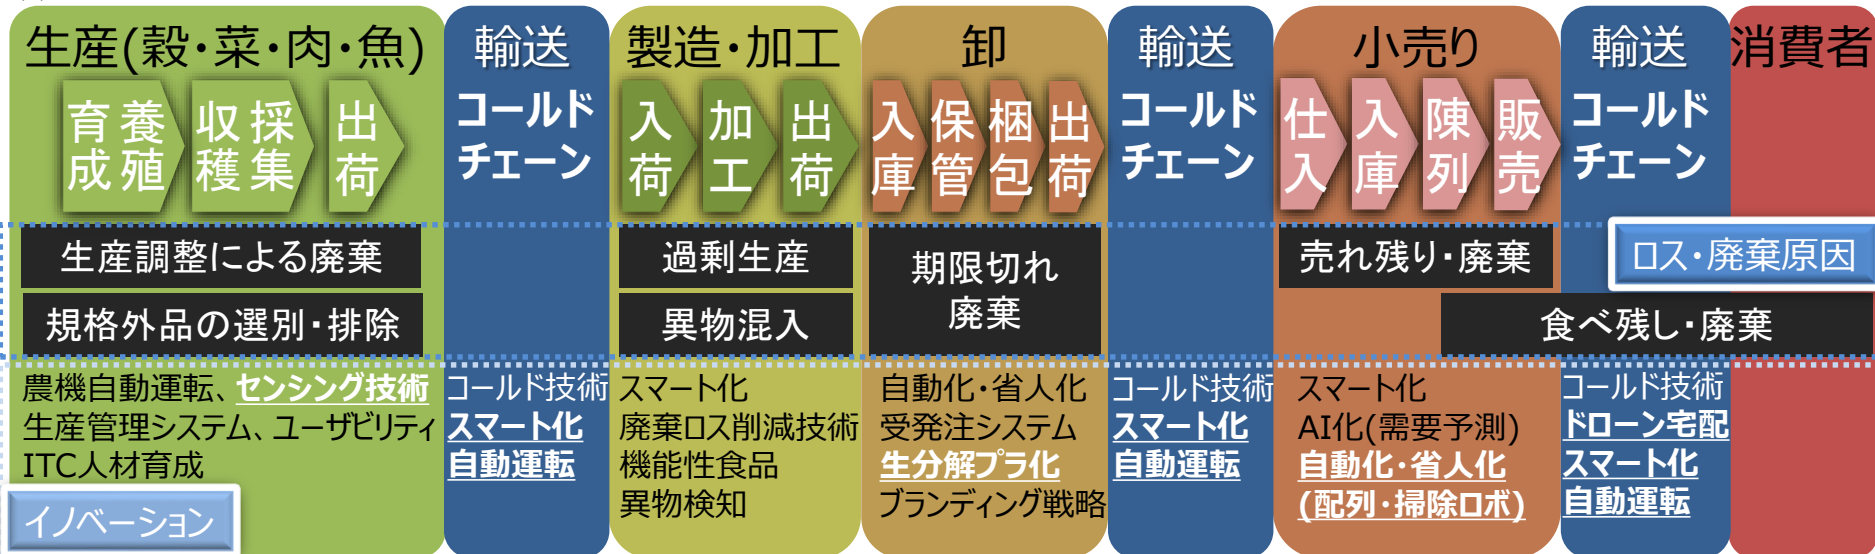 生産(穀・菜・肉・魚)
育成
養殖
収穫
採集
出荷
輸送
コールド
チェーン
製造・加工
入荷
加工
出荷
卸
入庫
保管
梱包
出荷
輸送
コールド
チェーン
小売り
仕入
入庫
陳列
販売
輸送
コールド
チェーン
消費者
生産調整による廃棄
規格外品の選別・排除
過剰生産
異物混入
期限切れ
廃棄
売れ残り・廃棄
ロス・廃棄原因
食べ残し・廃棄
農機自動運転、センシング技術
生産管理システム、ユーザビリティ
ITC人材育成
イノベーション
コールド技術
スマート化
自動運転
スマート化
廃棄ロス削減技術
機能性食品
異物検知
自動化・省人化
受発注システム
生分解プラ化
ブランディング戦略
コールド技術
スマート化
自動運転
スマート化
AI化(需要予測)
自動化・省人化
(配列・掃除ロボ)
コールド技術
ドローン宅配
スマート化
自動運転